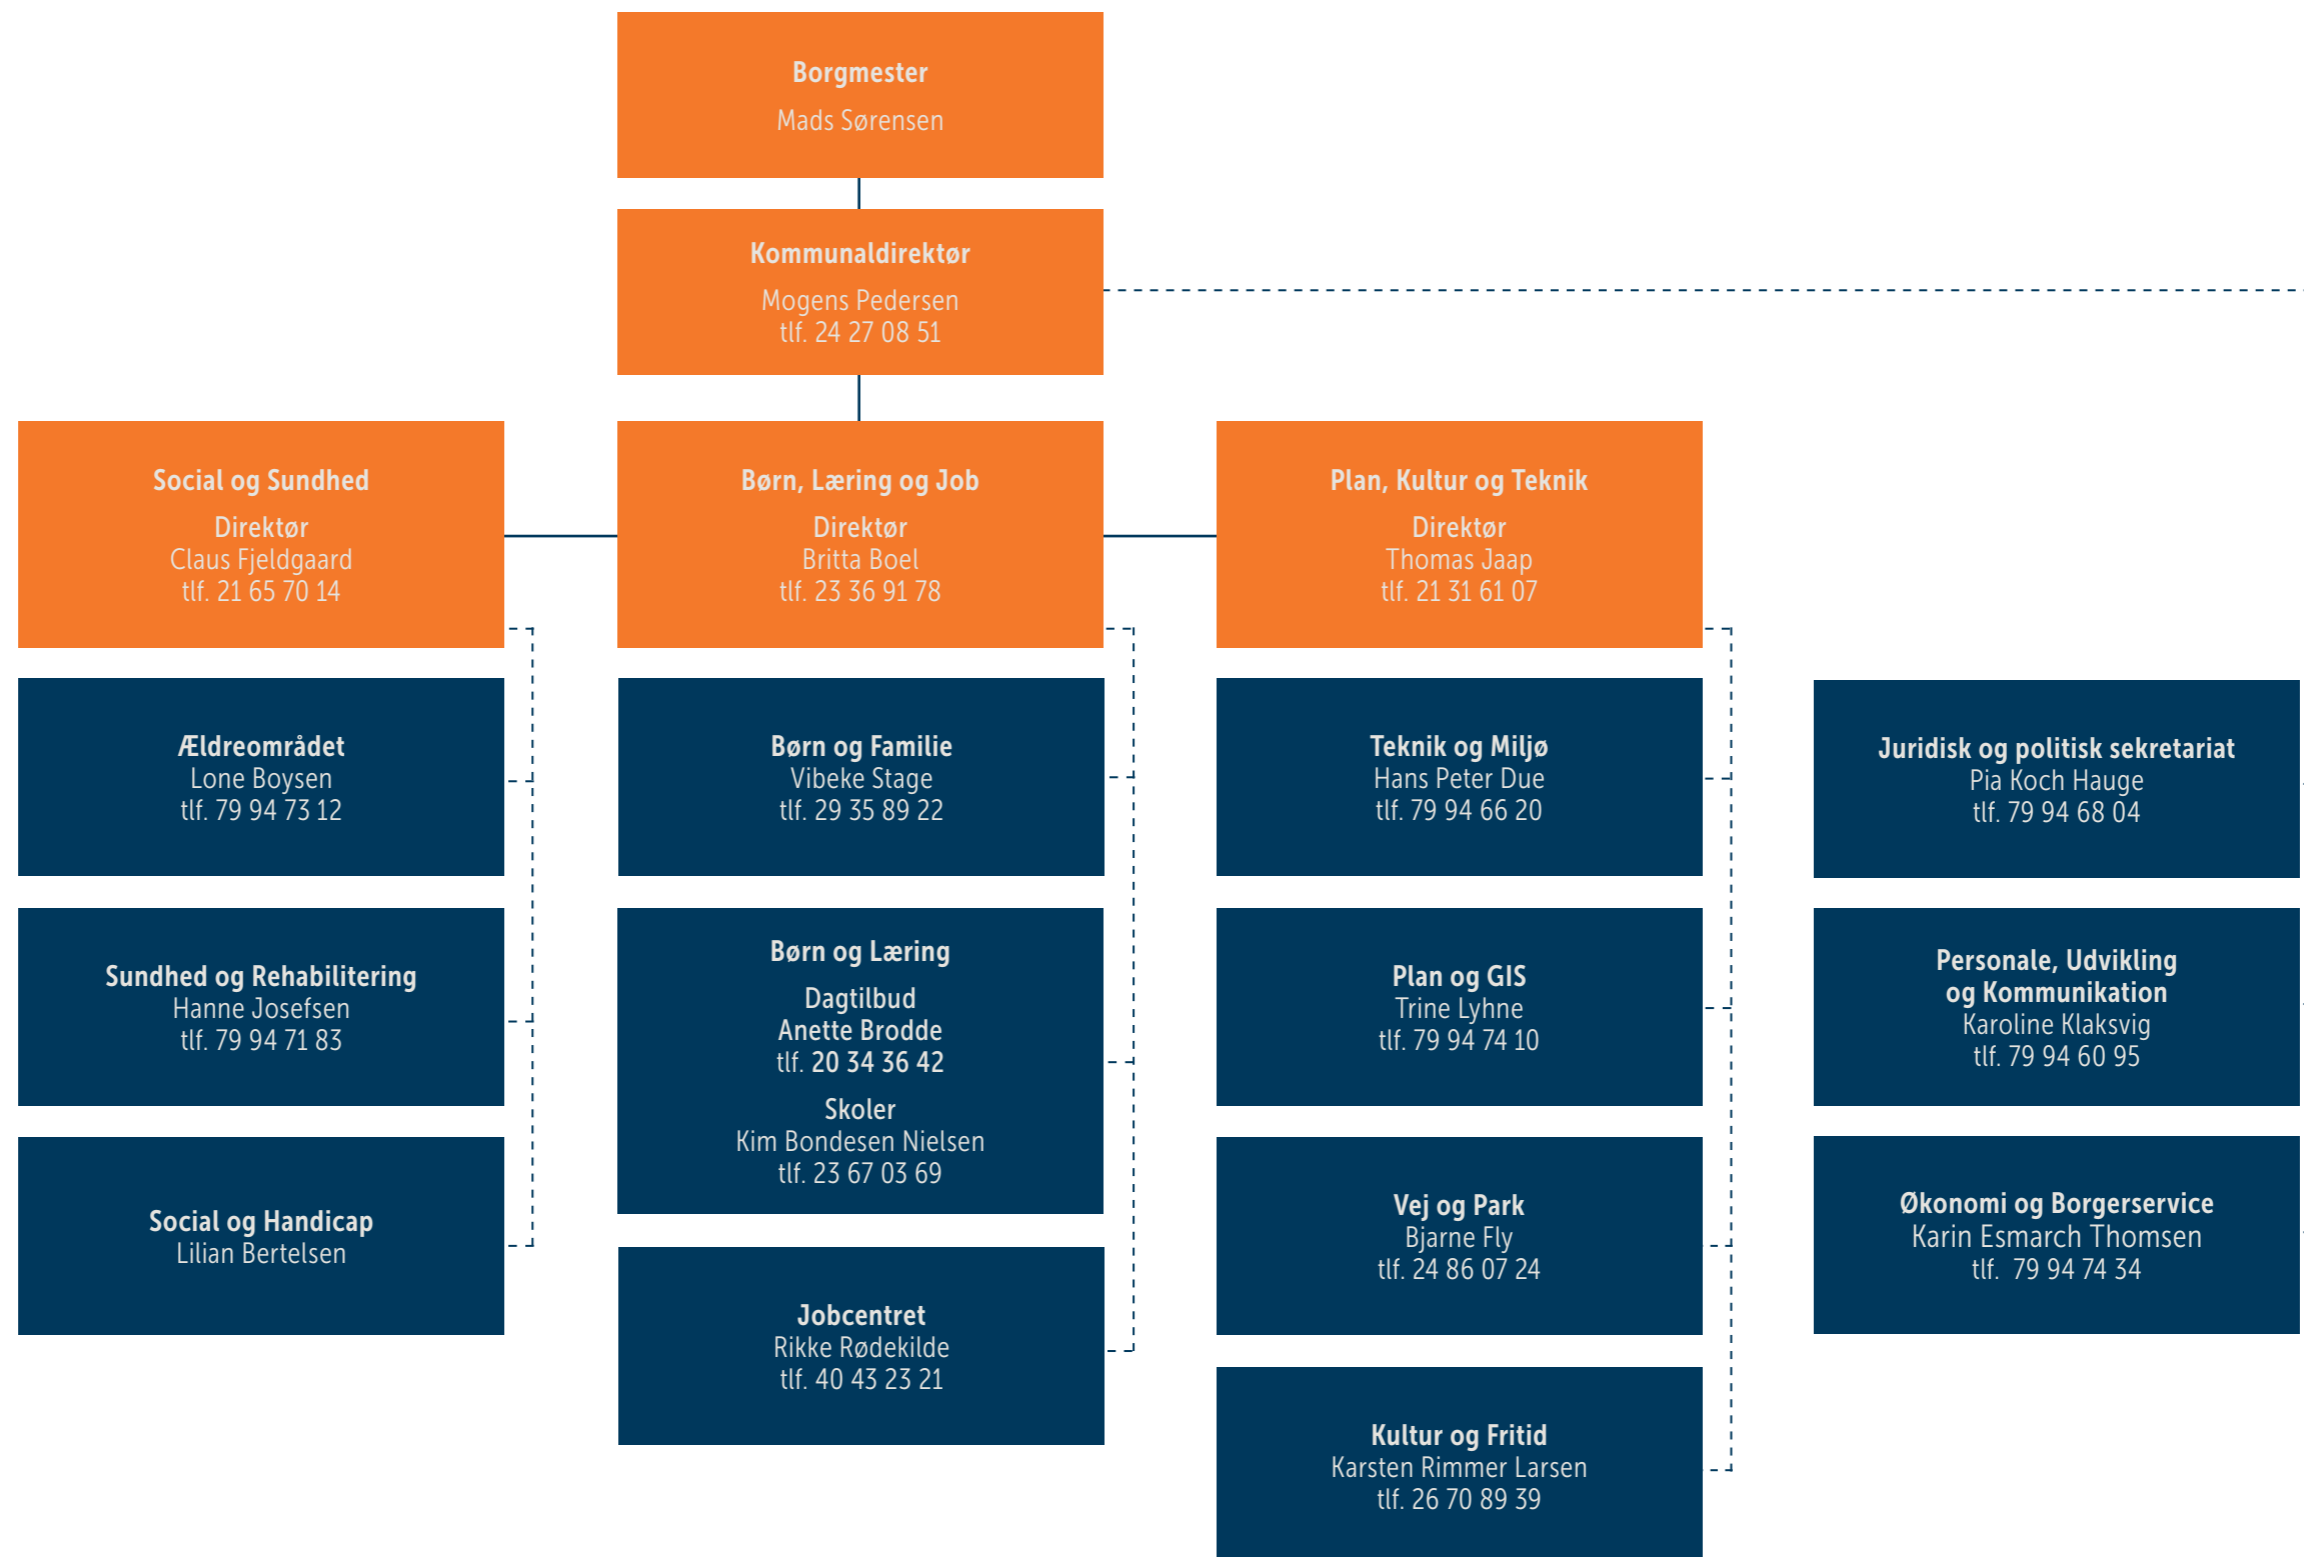 Borgmester
Mads Sørensen
Kommunaldirektør
Mogens Pedersen
tlf. 24 27 08 51
Social og Sundhed
Direktør
Claus Fjeldgaard
tlf. 21 65 70 14
Børn, Læring og Job
Direktør
Britta Boel
tlf. 23 36 91 78
Plan, Kultur og Teknik
Direktør
Thomas Jaap
tlf. 21 31 61 07
Ældreområdet
Lone Boysen
tlf. 79 94 73 12
Sundhed og Rehabilitering
Hanne Josefsen
tlf. 79 94 71 83
Social og Handicap
Lilian Bertelsen
Børn og Familie
Vibeke Stage
tlf. 29 35 89 22
Børn og Læring
Dagtilbud
Anette Brodde
tlf. 20 34 36 42
Skoler
Kim Bondesen Nielsen
tlf. 23 67 03 69
Jobcentret
Rikke Rødekilde
tlf. 40 43 23 21
Teknik og Miljø
Hans Peter Due
tlf. 79 94 66 20
Plan og GIS
Trine Lyhne
tlf. 79 94 74 10
Vej og Park
Bjarne Fly
tlf. 24 86 07 24
Kultur og Fritid
Karsten Rimmer Larsen
tlf. 26 70 89 39
Juridisk og politisk sekretariat
Pia Koch Hauge
tlf. 79 94 68 04
Personale, Udvikling
og Kommunikation
Karoline Klaksvig
tlf. 79 94 60 95
Økonomi og Borgerservice
Karin Esmarch Thomsen
tlf. 79 94 74 34